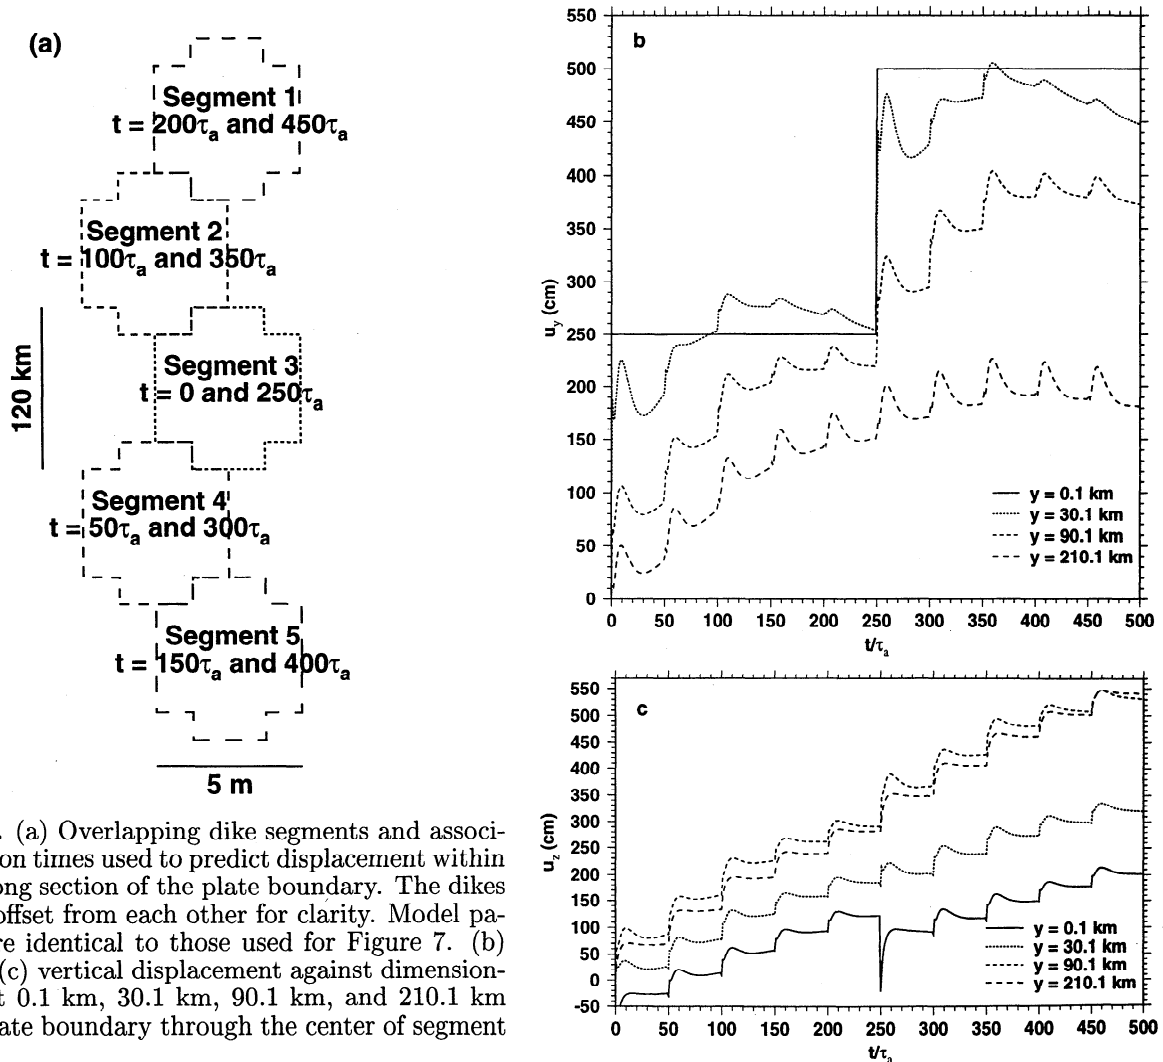 (a)
Segment 1
t = 200τa and 450τa
Segment 2
t = 100τa and 350τa
Segment 3
t = 0 and 250τa
120 km
Segment 4
t = 50τa and 300τa
Segment 5
t = 150τa and 400τa
5 m
. (a) Overlapping dike segments and associ-
on times used to predict displacement within
ong section of the plate boundary. The dikes
offset from each other for clarity. Model pa-
re identical to those used for Figure 7. (b)
(c) vertical displacement against dimension-
t 0.1 km, 30.1 km, 90.1 km, and 210.1 km
ate boundary through the center of segment
b
550
500
450
400
350
300
250
200
150
100
50
0
uy (cm)
y = 0.1 km
y = 30.1 km
y = 90.1 km
y = 210.1 km
0 50 100 150 200 250 300 350 400 450 500
t/τa
c
550
500
450
400
350
300
250
200
150
100
50
0
-50
uz (cm)
y = 0.1 km
y = 30.1 km
y = 90.1 km
y = 210.1 km
0 50 100 150 200 250 300 350 400 450 500
t/τa